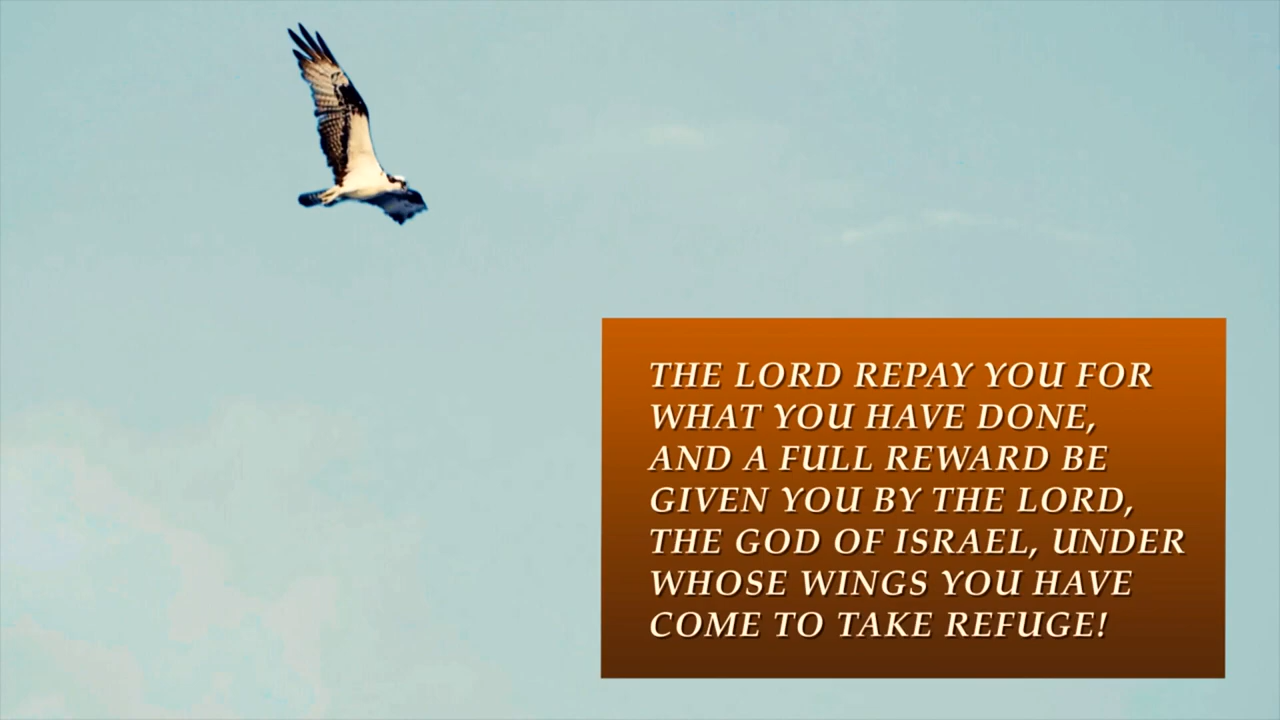 THE LORD REPAY YOU FOR
WHAT YOU HAVE DONE,
AND A FULL REWARD BE
GIVEN YOU BY THE LORD,
THE GOD OF ISRAEL, UNDER
WHOSE WINGS YOU HAVE
COME TO TAKE REFUGE!